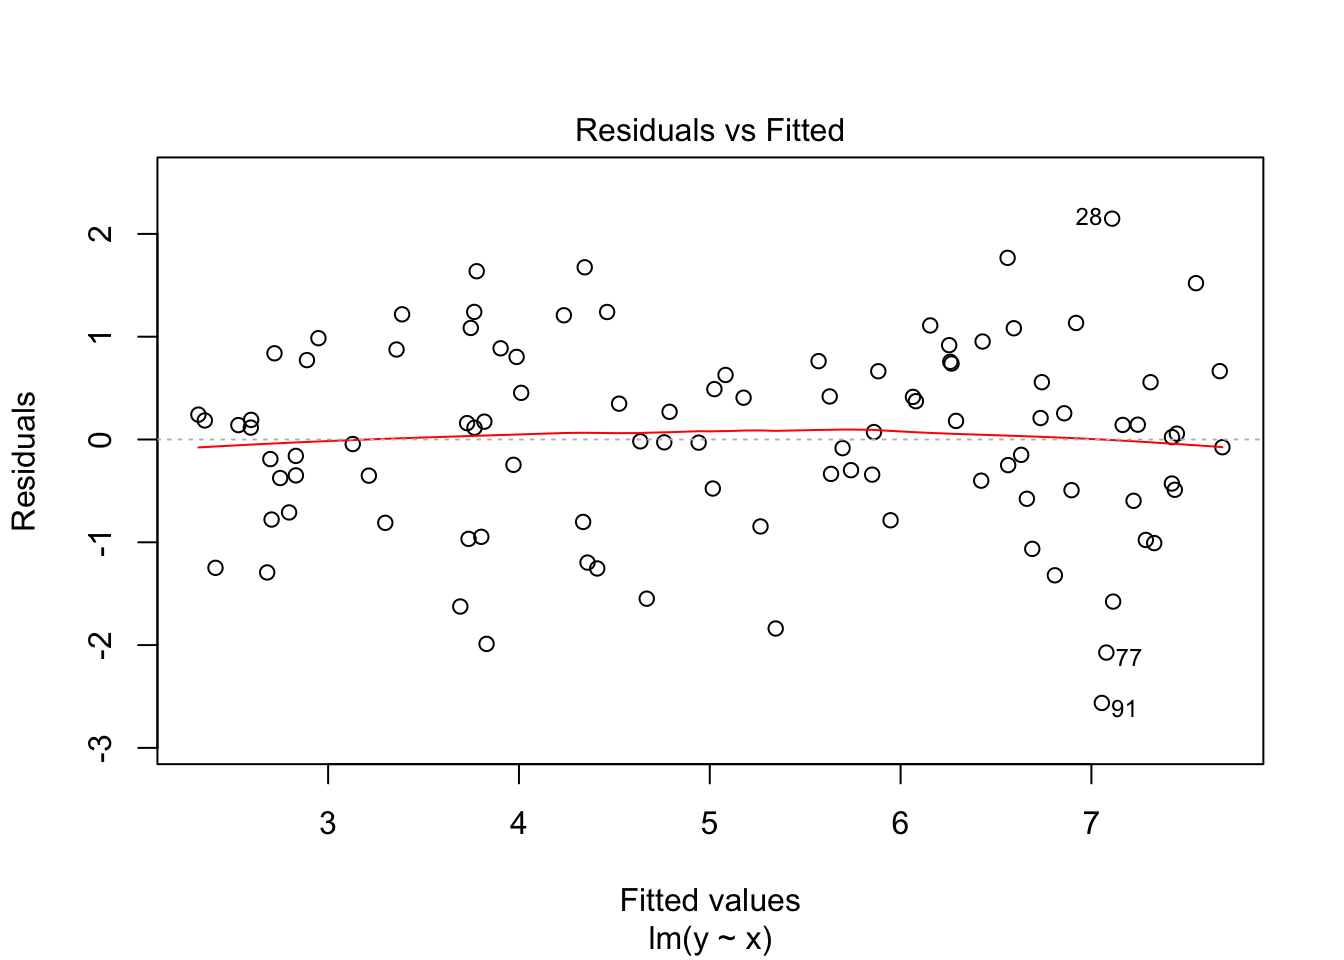 Residuals vs Fitted
Residuals
2
1
0
-1
-2
-3
28
77
91
3 4 5 6 7
Fitted values
lm(y ~ x)